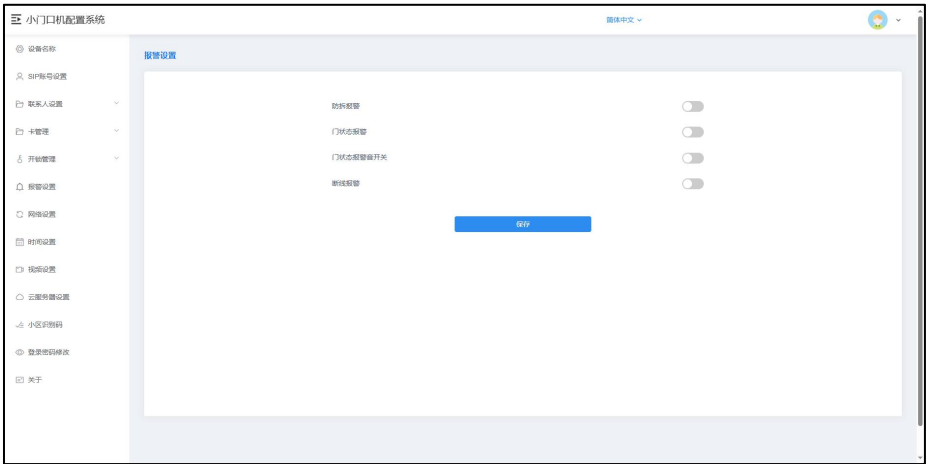 小门口机配置系统
简体中文
设备名称
SIP账号设置
联系人设置
卡管理
开锁管理
报警设置
网络设置
时间设置
视频设置
云服务器设置
小区识别码
登录密码修改
关于
报警设置
防拆报警
门状态报警
门状态报警音开关
断线报警
保存